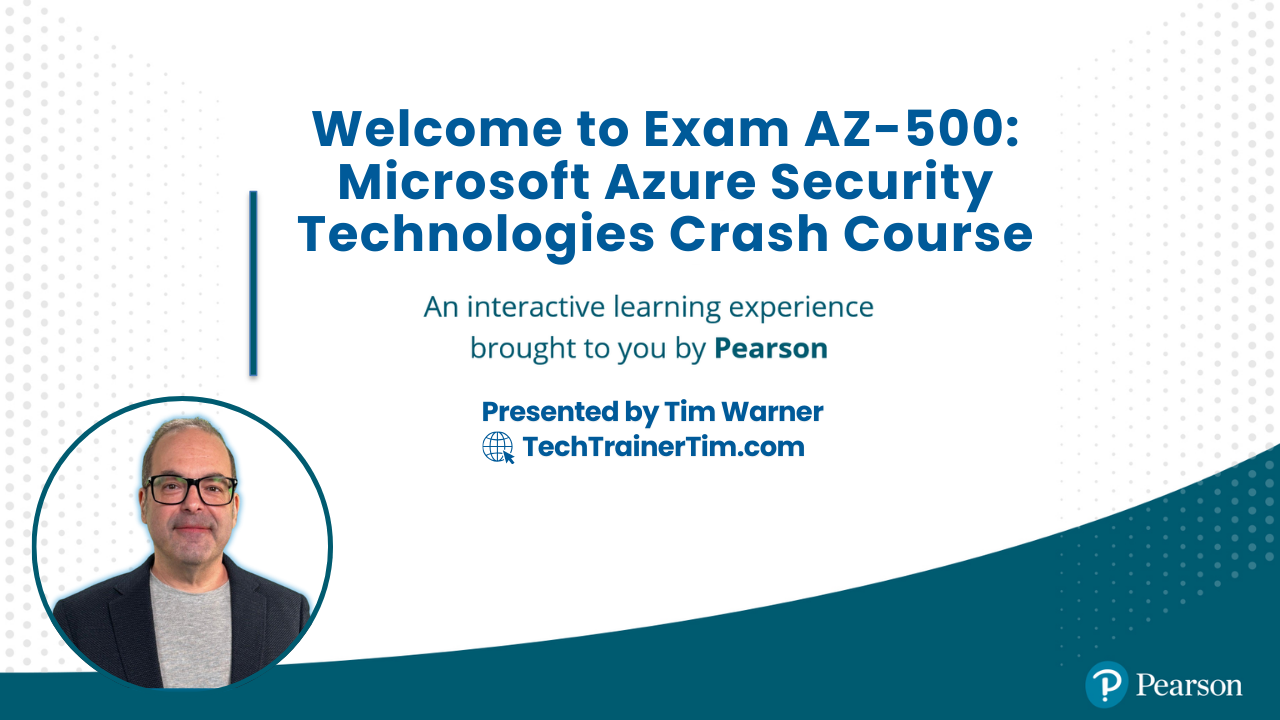 Welcome to Exam AZ-500:
Microsoft Azure Security
Technologies Crash Course
An interactive learning experience
brought to you by Pearson
Presented by Tim Warner
TechTrainerTim.com
Pearson